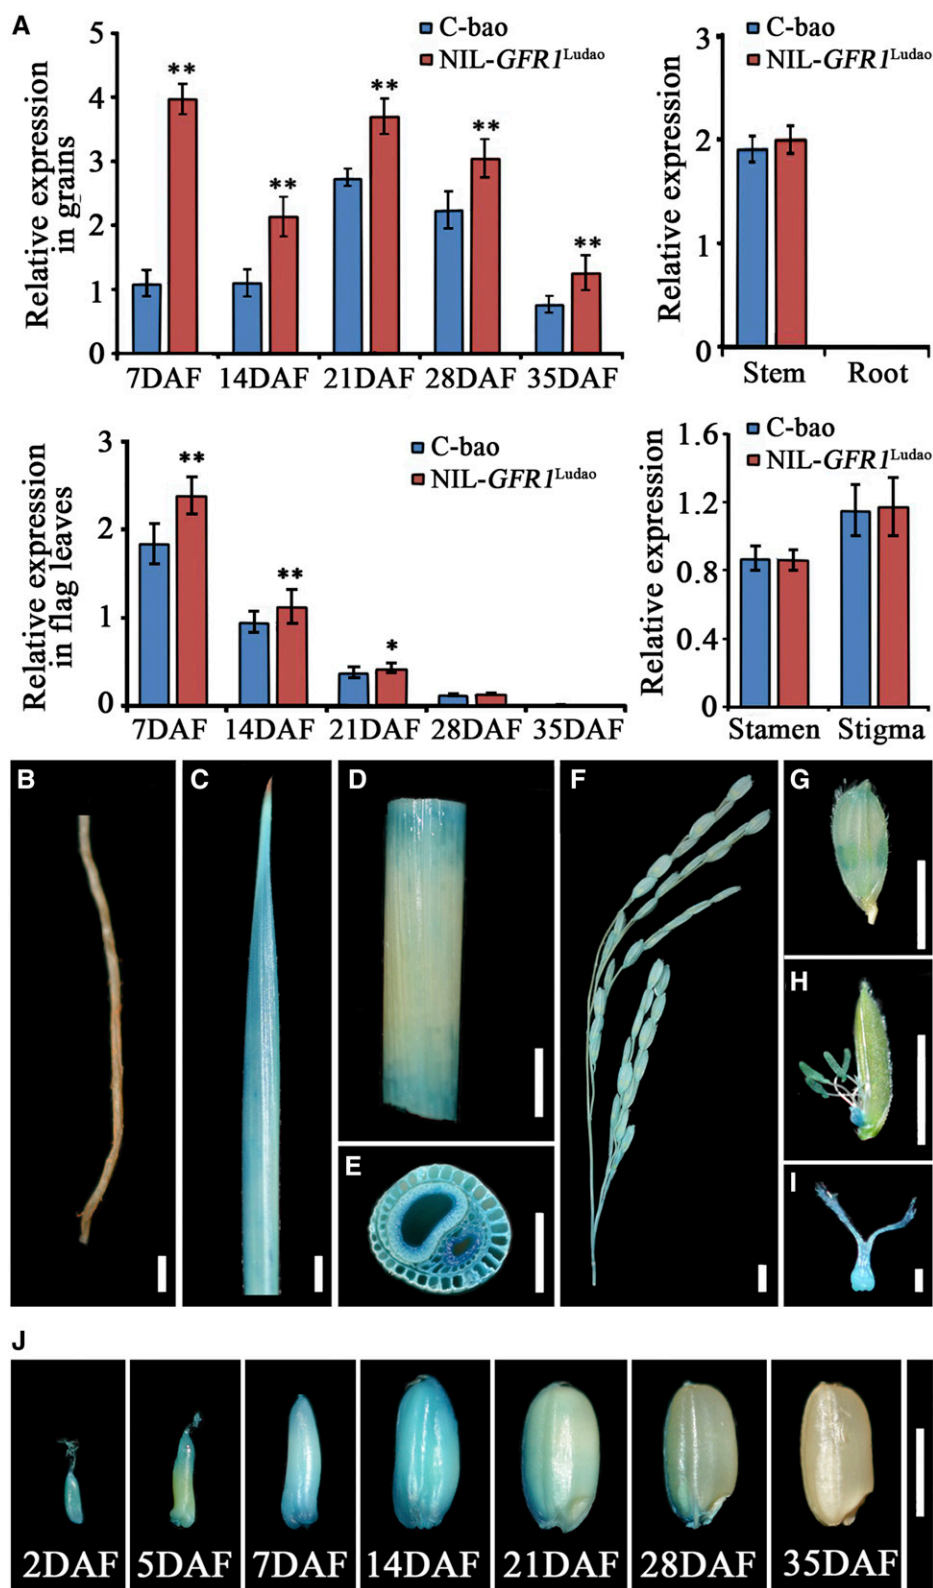 A
Relative expression
in grains
5
4
3
2
1
0
C-bao
NIL-GFR1Ludao
**
**
**
**
**
7DAF 14DAF 21DAF 28DAF 35DAF
Relative expression
3
2
1
0
C-bao
NIL-GFR1Ludao
Stem Root
Relative expression
in flag leaves
3
2
1
0
C-bao
NIL-GFR1Ludao
**
**
*
7DAF 14DAF 21DAF 28DAF 35DAF
Relative expression
1.6
1.2
0.8
0.4
0
C-bao
NIL-GFR1Ludao
Stamen Stigma
B
C
D
E
F
G
H
I
J
2DAF 5DAF 7DAF 14DAF 21DAF 28DAF 35DAF